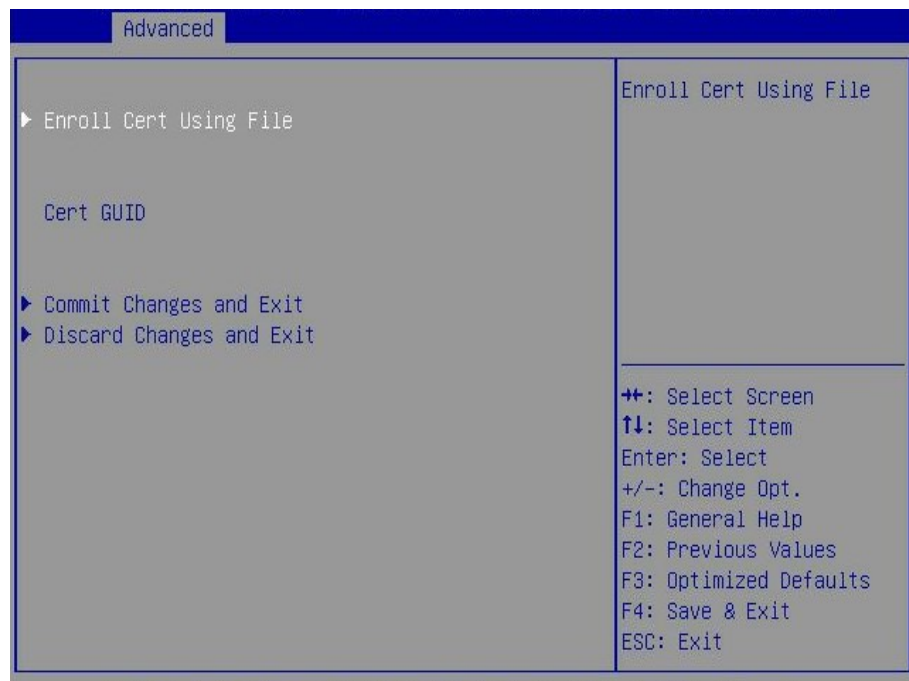 Advanced
Enroll Cert Using File
Cert GUID
Commit Changes and Exit
Discard Changes and Exit
Enroll Cert Using File
→←: Select Screen
↑↓: Select Item
Enter: Select
+/-: Change Opt.
F1: General Help
F2: Previous Values
F3: Optimized Defaults
F4: Save & Exit
ESC: Exit